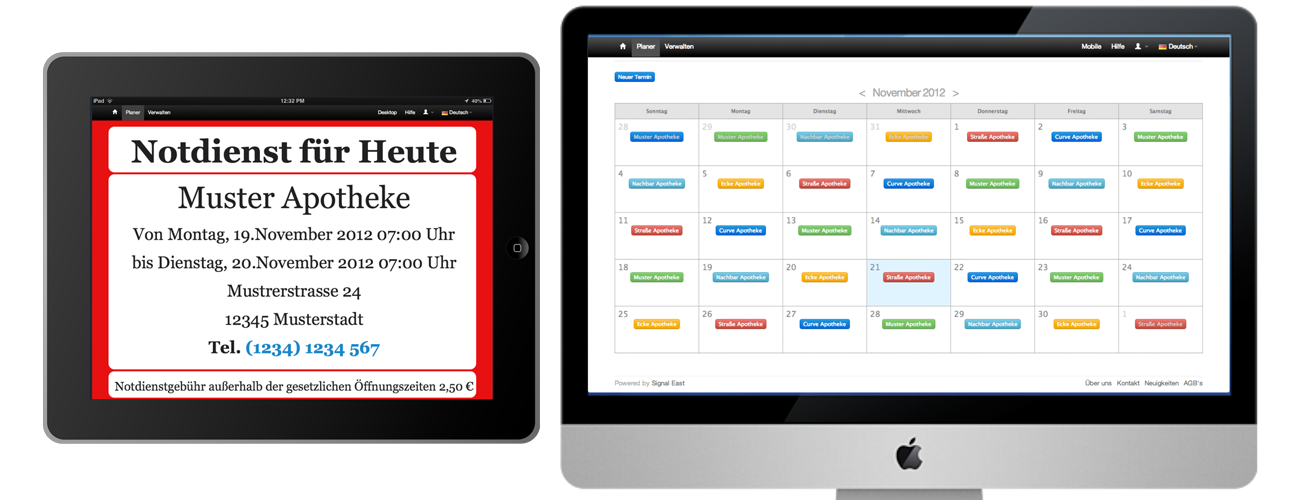 iPad 12:32 PM 40%
Planer Verwalten Desktop Hilfe Deutsch
Notdienst für Heute
Muster Apotheke
Von Montag, 19.November 2012 07:00 Uhr
bis Dienstag, 20.November 2012 07:00 Uhr
Mustrerstrasse 24
12345 Musterstadt
Tel. (1234) 1234 567
Notdienstgebühr außerhalb der gesetzlichen Öffnungszeiten 2,50 €
Planer Verwalten Mobile Hilfe Deutsch
Neuer Termin
< November 2012 >
Sonntag Montag Dienstag Mittwoch Donnerstag Freitag Samstag
28 29 30 31 1 2 3
Muster Apotheke Muster Apotheke Nachbar Apotheke Ecke Apotheke Straße Apotheke Curve Apotheke Muster Apotheke
4 5 6 7 8 9 10
Nachbar Apotheke Ecke Apotheke Straße Apotheke Curve Apotheke Muster Apotheke Nachbar Apotheke Ecke Apotheke
11 12 13 14 15 16 17
Straße Apotheke Curve Apotheke Muster Apotheke Nachbar Apotheke Ecke Apotheke Straße Apotheke Curve Apotheke
18 19 20 21 22 23 24
Muster Apotheke Nachbar Apotheke Ecke Apotheke Straße Apotheke Curve Apotheke Muster Apotheke Nachbar Apotheke
25 26 27 28 29 30 1
Ecke Apotheke Straße Apotheke Curve Apotheke Muster Apotheke Nachbar Apotheke Ecke Apotheke Straße Apotheke
Powered by Signal East Über uns Kontakt Neuigkeiten AGB's